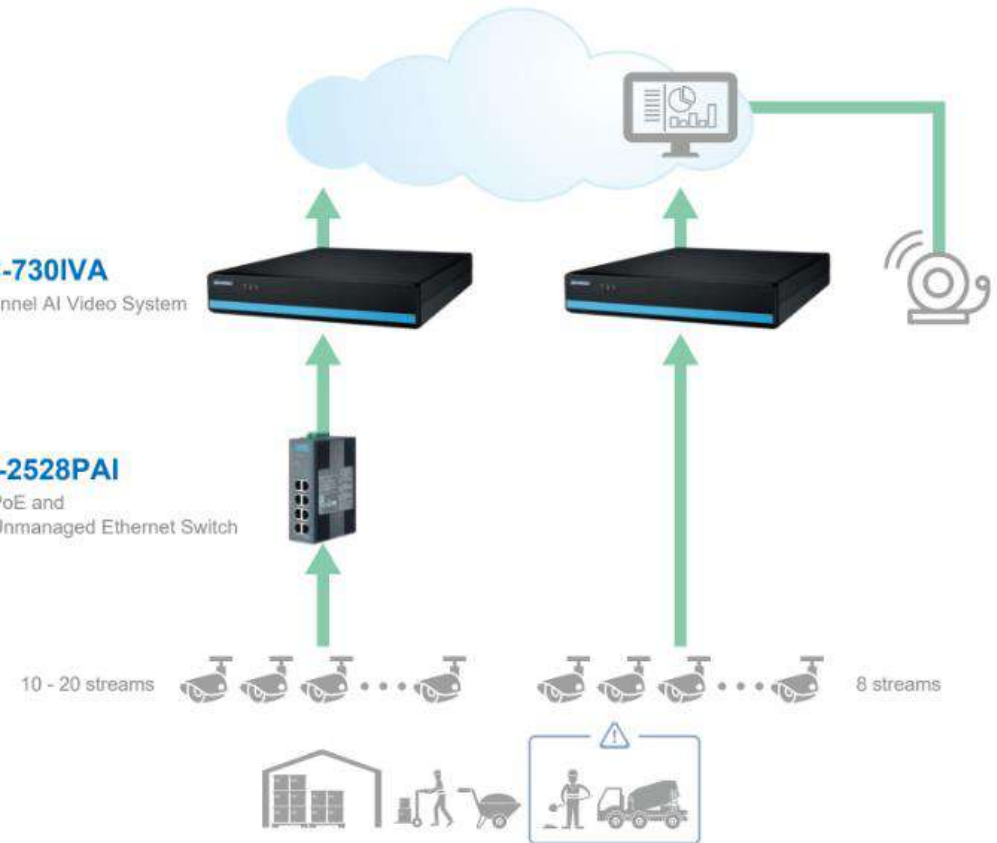 -730IVA
nnel AI Video System
-2528PAI
PoE and
Unmanaged Ethernet Switch
10 - 20 streams
8 streams